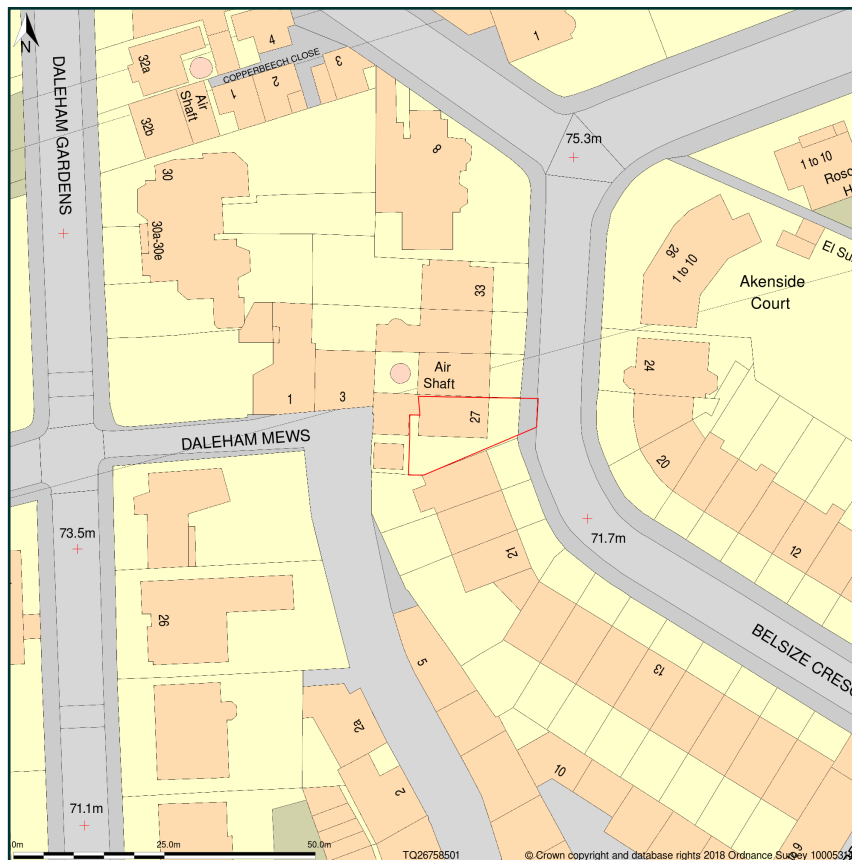 N
DALEHAM GARDENS
32a
4
COPPERBEECH CLOSE
3
2
1
Air
Shaft
32b
1
8
75.3m
1 to 10
30
30a-30e
33
26
1 to 10
Akenside
Court
Air
Shaft
24
1
3
27
DALEHAM MEWS
20
73.5m
71.7m
21
12
26
BELSIZE CRESC
5
13
2a
2
10
71.1m
25.0m
50.0m
TQ26758501
© Crown copyright and database rights 2018 Ordnance Survey